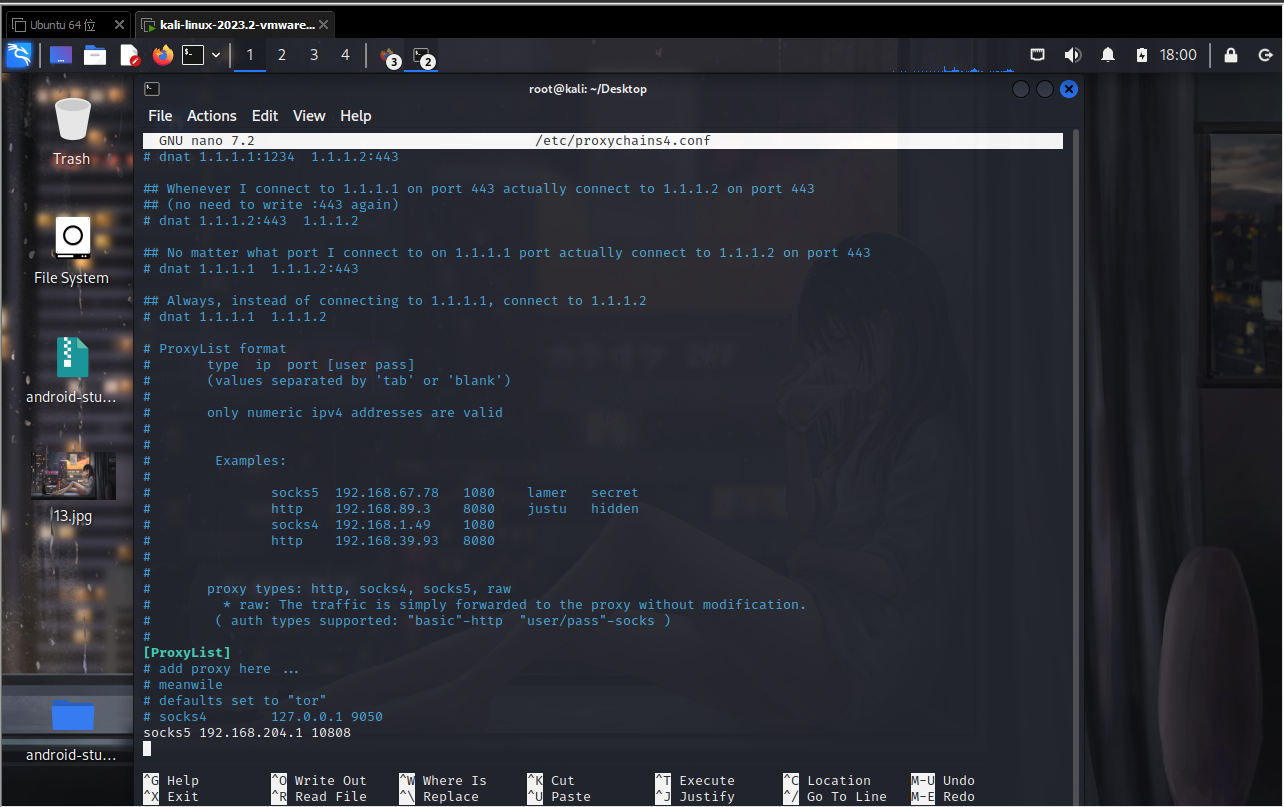 Ubuntu 64 位
kali-linux-2023.2-vmware...
1 2 3 4 3 2 18:00
root@kali: ~/Desktop
File Actions Edit View Help
GNU nano 7.2 /etc/proxychains4.conf
# dnat 1.1.1.1:1234  1.1.1.2:443
## Whenever I connect to 1.1.1.1 on port 443 actually connect to 1.1.1.2 on port 443
## (no need to write :443 again)
# dnat 1.1.1.2:443  1.1.1.2
## No matter what port I connect to on 1.1.1.1 port actually connect to 1.1.1.2 on port 443
# dnat 1.1.1.1  1.1.1.2:443
## Always, instead of connecting to 1.1.1.1, connect to 1.1.1.2
# dnat 1.1.1.1  1.1.1.2
# ProxyList format
#       type  ip  port [user pass]
#       (values separated by 'tab' or 'blank')
#
#       only numeric ipv4 addresses are valid
#
#
#        Examples:
#
#               socks5  192.168.67.78   1080    lamer   secret
#               http    192.168.89.3    8080    justu   hidden
#               socks4  192.168.1.49    1080
#               http    192.168.39.93   8080
#
#
#       proxy types: http, socks4, socks5, raw
#         * raw: The traffic is simply forwarded to the proxy without modification.
#        ( auth types supported: "basic"-http  "user/pass"-socks )
#
[ProxyList]
# add proxy here ...
# meanwile
# defaults set to "tor"
# socks4        127.0.0.1 9050
socks5 192.168.204.1 10808
^G Help ^O Write Out ^W Where Is ^K Cut ^T Execute ^C Location M-U Undo
^X Exit ^R Read File ^\ Replace ^U Paste ^J Justify ^/ Go To Line M-E Redo
Trash
File System
android-stu...
13.jpg
android-stu...